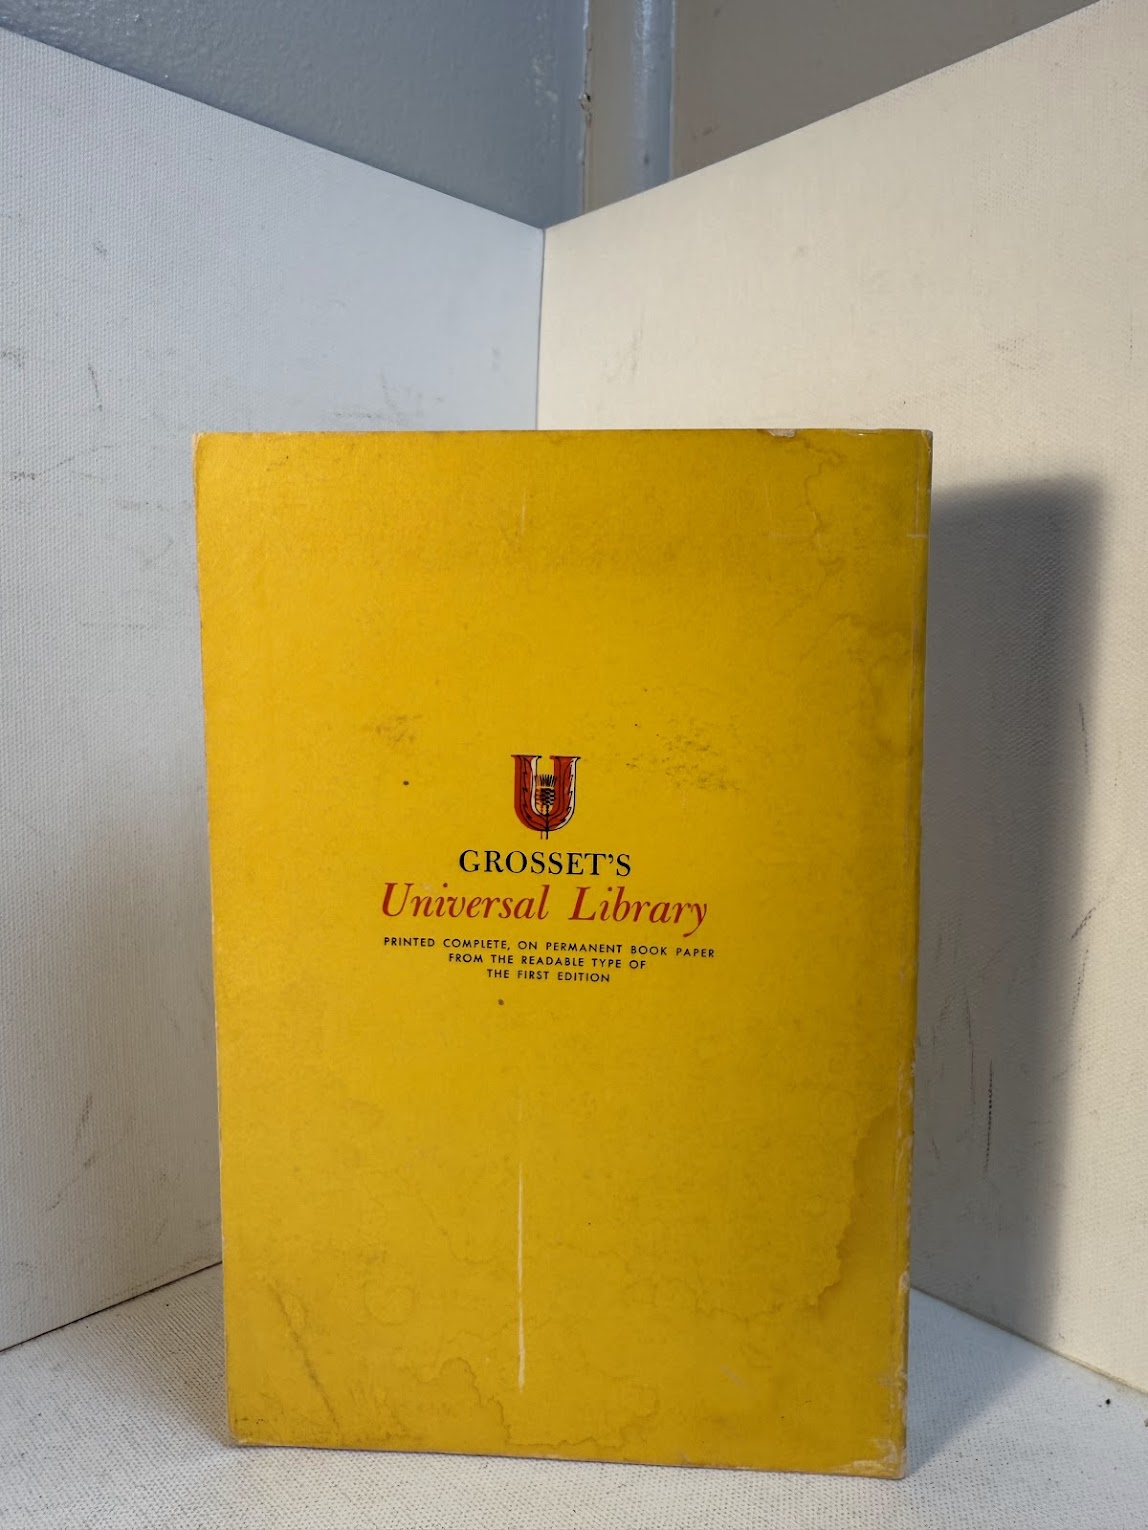 U
GROSSET'S
Universal Library
PRINTED COMPLETE, ON PERMANENT BOOK PAPER
FROM THE READABLE TYPE OF
THE FIRST EDITION